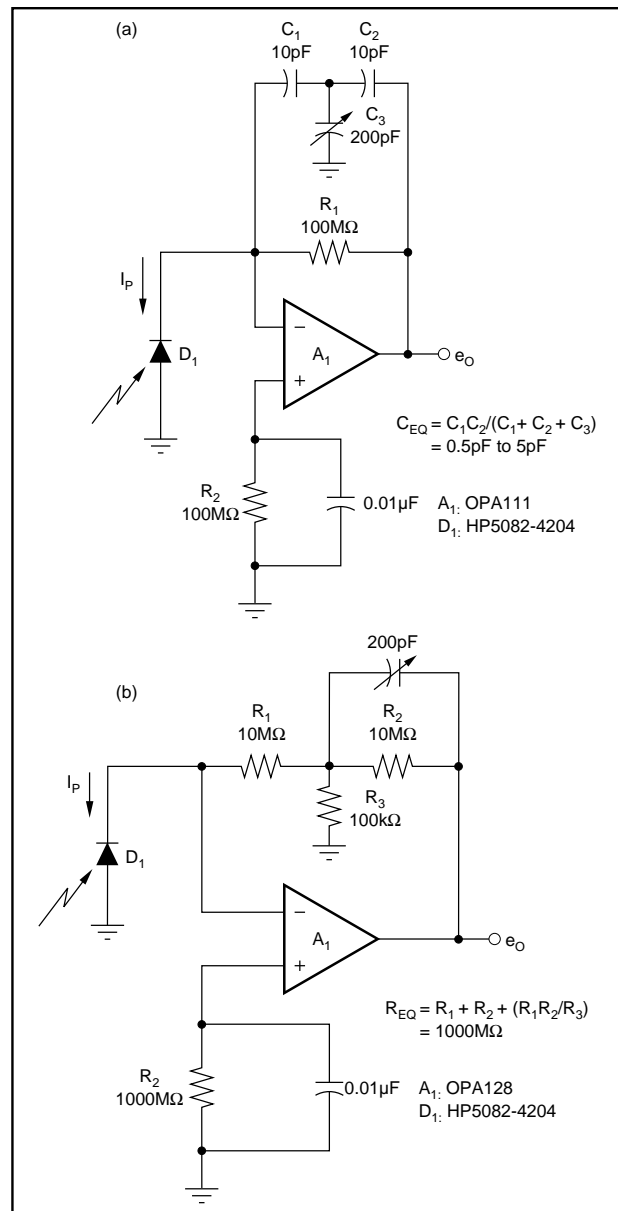 (a)
C1
10pF
C2
10pF
C3
200pF
R1
100MΩ
IP
D1
–
A1
+
eO
CEQ = C1C2/(C1+ C2 + C3)
= 0.5pF to 5pF
R2
100MΩ
0.01µF
A1: OPA111
D1: HP5082-4204
(b)
200pF
R1
10MΩ
R2
10MΩ
IP
R3
100kΩ
D1
–
A1
+
eO
REQ = R1 + R2 + (R1R2/R3)
= 1000MΩ
R2
1000MΩ
0.01µF
A1: OPA128
D1: HP5082-4204